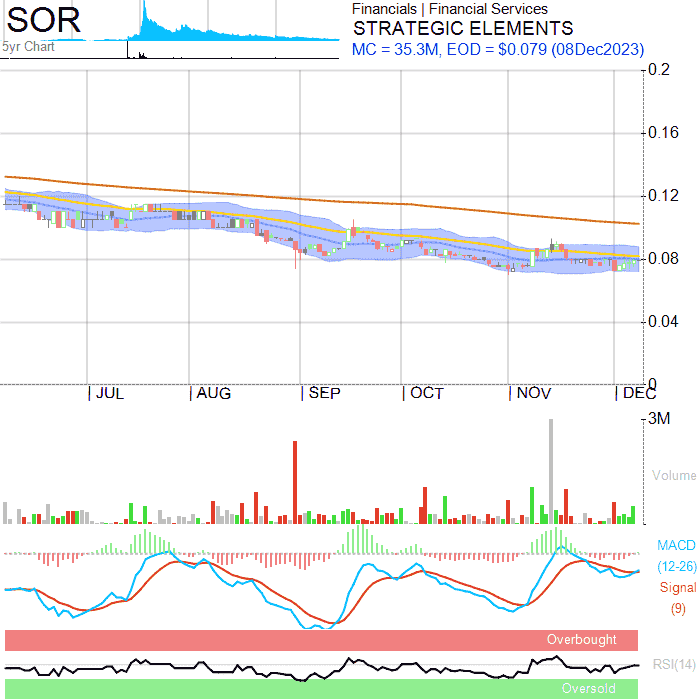 SOR
5yr Chart
Financials | Financial Services
STRATEGIC ELEMENTS
MC = 35.3M, EOD = $0.079 (08Dec2023)
0.2
0.16
0.12
0.08
0.04
0
JUL AUG SEP OCT NOV DEC
3M
Volume
MACD
(12-26)
Signal
(9)
Overbought
RSI(14)
Oversold